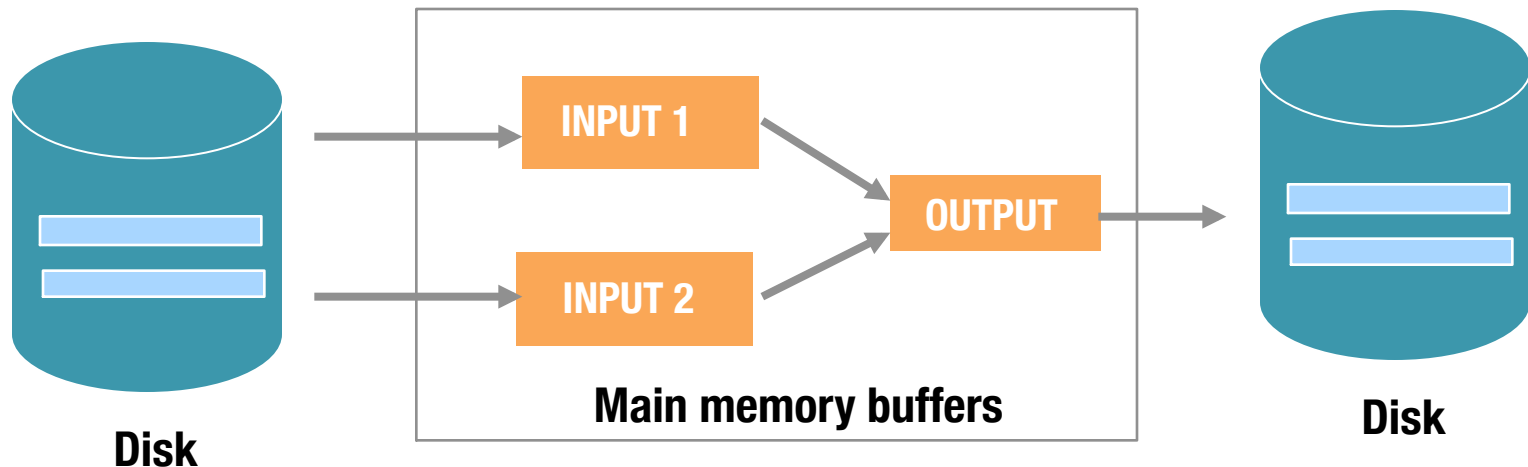 INPUT 1
OUTPUT
INPUT 2
Main memory buffers
Disk
Disk